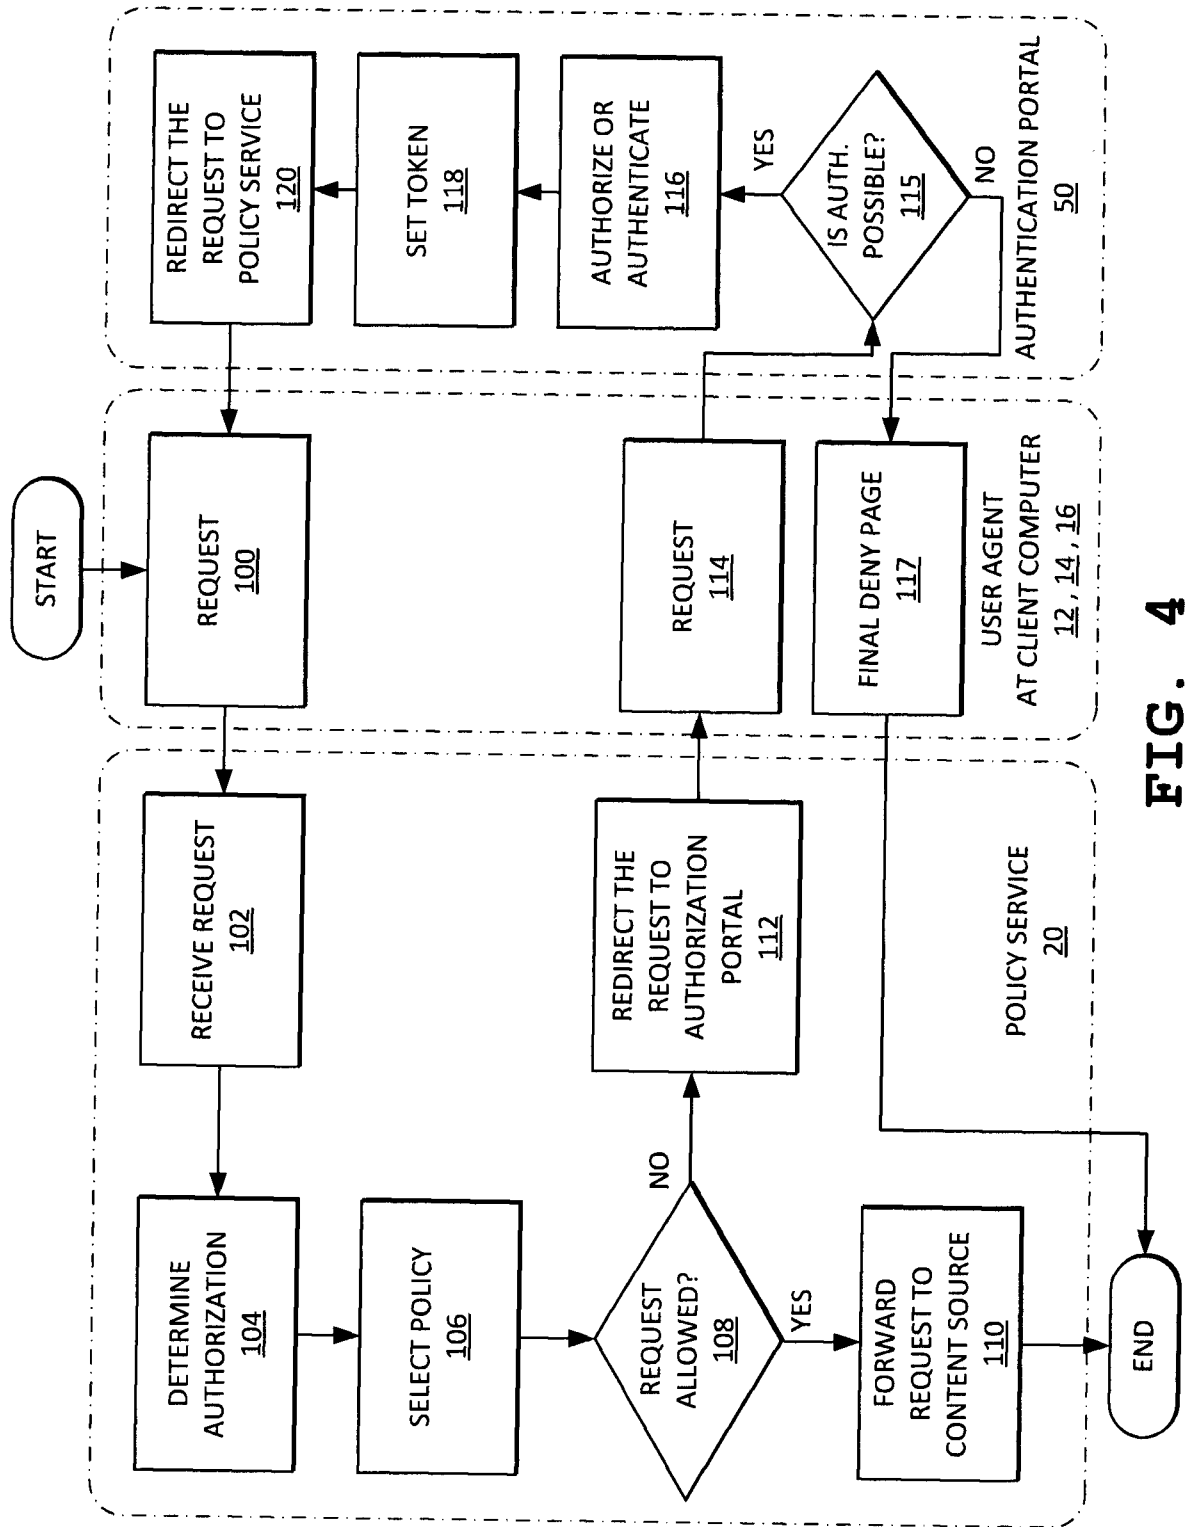 START
REQUEST
100
RECEIVE REQUEST
102
DETERMINE
AUTHORIZATION
104
SELECT POLICY
106
REQUEST
ALLOWED?
108
YES
NO
FORWARD
REQUEST TO
CONTENT SOURCE
110
END
REDIRECT THE
REQUEST TO
AUTHORIZATION
PORTAL
112
POLICY SERVICE
20
REQUEST
114
FINAL DENY PAGE
117
USER AGENT
AT CLIENT COMPUTER
12, 14, 16
IS AUTH.
POSSIBLE?
115
YES
NO
AUTHORIZE OR
AUTHENTICATE
116
SET TOKEN
118
REDIRECT THE
REQUEST TO
POLICY SERVICE
120
AUTHENTICATION PORTAL
50
FIG. 4